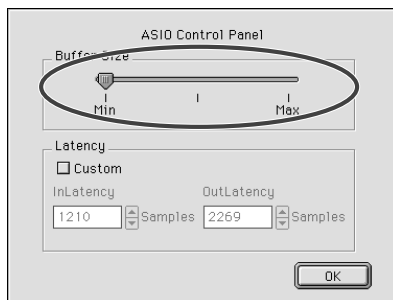 ASIO Control Panel
Buffer Size
Min Max
Latency
Custom
InLatency OutLatency
1210 Samples 2269 Samples
OK